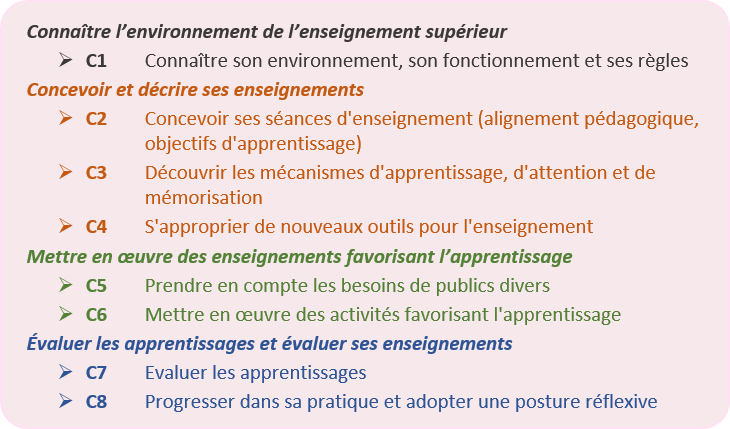 Connaître l’environnement de l’enseignement supérieur
➢ C1 Connaître son environnement, son fonctionnement et ses règles
Concevoir et décrire ses enseignements
➢ C2 Concevoir ses séances d'enseignement (alignement pédagogique,
objectifs d'apprentissage)
➢ C3 Découvrir les mécanismes d'apprentissage, d'attention et de
mémorisation
➢ C4 S'approprier de nouveaux outils pour l'enseignement
Mettre en œuvre des enseignements favorisant l’apprentissage
➢ C5 Prendre en compte les besoins de publics divers
➢ C6 Mettre en œuvre des activités favorisant l'apprentissage
Évaluer les apprentissages et évaluer ses enseignements
➢ C7 Evaluer les apprentissages
➢ C8 Progresser dans sa pratique et adopter une posture réflexive